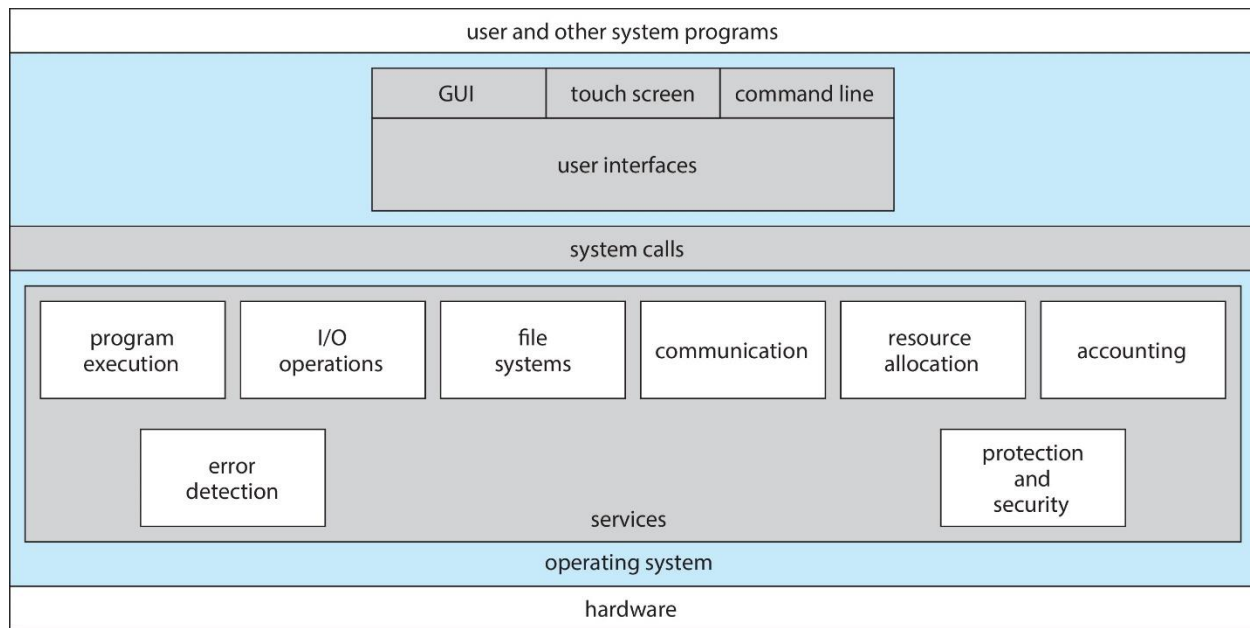 user and other system programs
GUI
touch screen
command line
user interfaces
system calls
program
execution
I/O
operations
file
systems
communication
resource
allocation
accounting
error
detection
protection
and
security
services
operating system
hardware